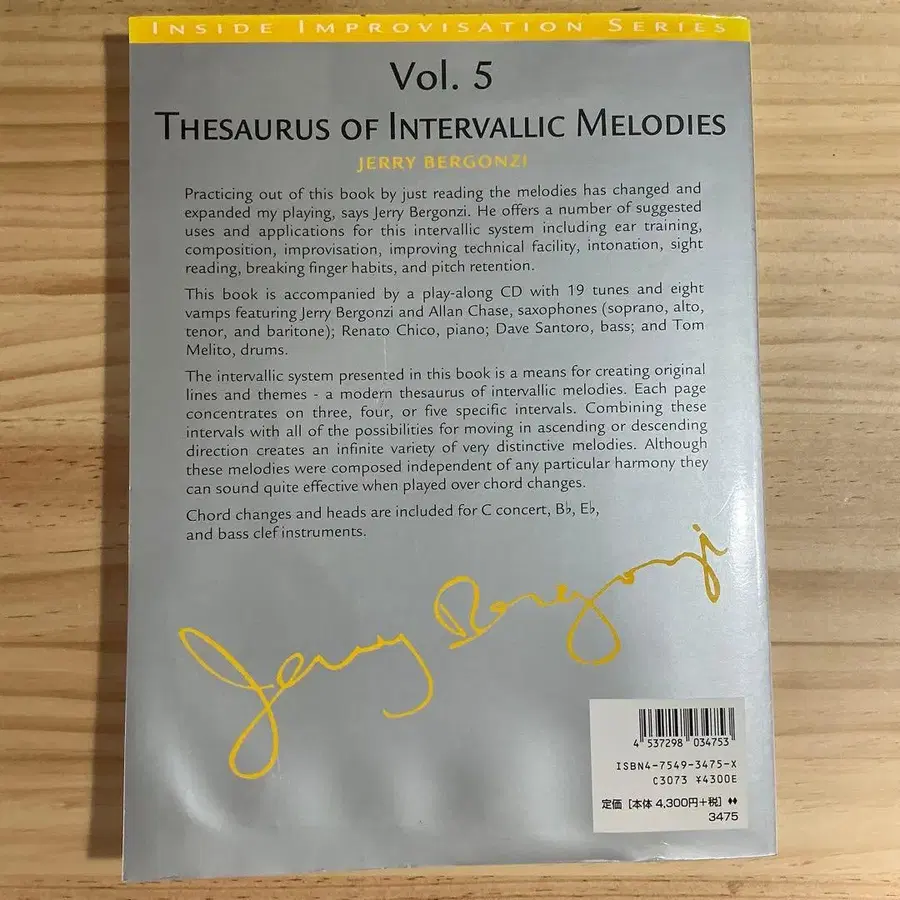 INSIDE IMPROVISATION SERIES
Vol. 5
THESAURUS OF INTERVALLIC MELODIES
JERRY BERGONZI
Practicing out of this book by just reading the melodies has changed and
expanded my playing, says Jerry Bergonzi. He offers a number of suggested
uses and applications for this intervallic system including ear training,
composition, improvisation, improving technical facility, intonation, sight
reading, breaking finger habits, and pitch retention.
This book is accompanied by a play-along CD with 19 tunes and eight
vamps featuring Jerry Bergonzi and Allan Chase, saxophones (soprano, alto,
tenor, and baritone); Renato Chico, piano; Dave Santoro, bass; and Tom
Melito, drums.
The intervallic system presented in this book is a means for creating original
lines and themes - a modern thesaurus of intervallic melodies. Each page
concentrates on three, four, or five specific intervals. Combining these
intervals with all of the possibilities for moving in ascending or descending
direction creates an infinite variety of very distinctive melodies. Although
these melodies were composed independent of any particular harmony they
can sound quite effective when played over chord changes.
Chord changes and heads are included for C concert, B♭, E♭,
and bass clef instruments.
Jerry Bergonzi
4 537298 034753
ISBN4-7549-3475-X
C3073 ¥4300E
定価 [本体 4,300円+税] ♦♦
3475